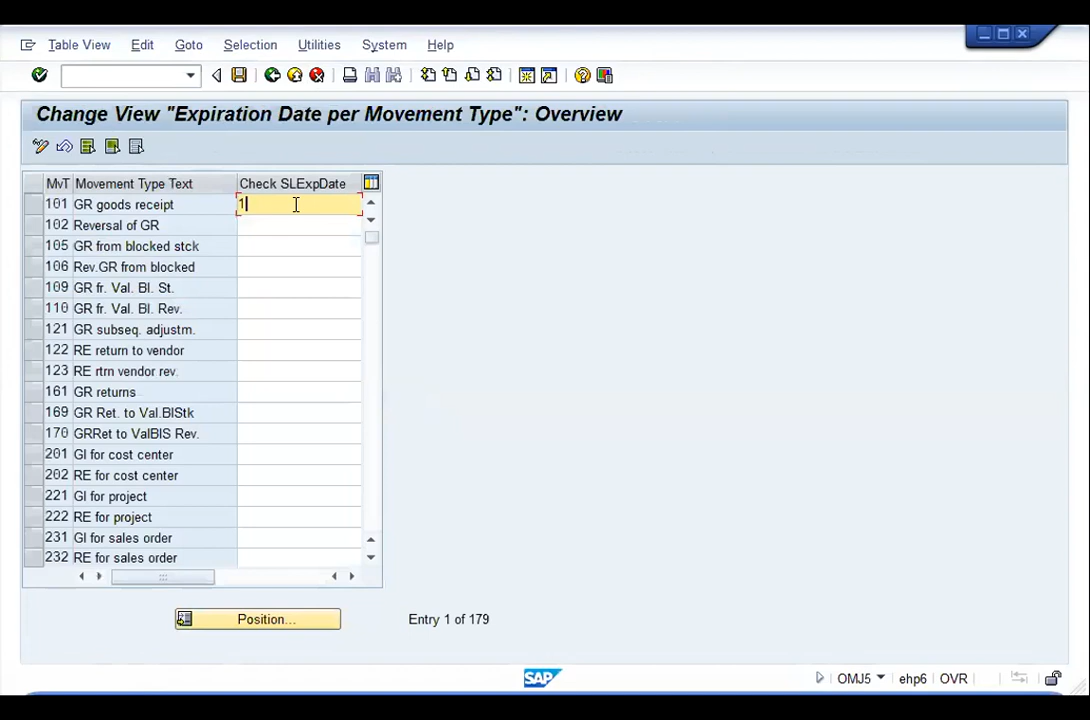 Table View Edit Goto Selection Utilities System Help
Change View "Expiration Date per Movement Type": Overview
MvT Movement Type Text Check SLExpDate
101 GR goods receipt 1
102 Reversal of GR
105 GR from blocked stck
106 Rev.GR from blocked
109 GR fr. Val. Bl. St.
110 GR fr. Val. Bl. Rev.
121 GR subseq. adjustm.
122 RE return to vendor
123 RE rtrn vendor rev.
161 GR returns
169 GR Ret. to Val.BlStk
170 GRRet to ValBlS Rev.
201 GI for cost center
202 RE for cost center
221 GI for project
222 RE for project
231 GI for sales order
232 RE for sales order
Position... Entry 1 of 179
SAP OMJ5 ehp6 OVR